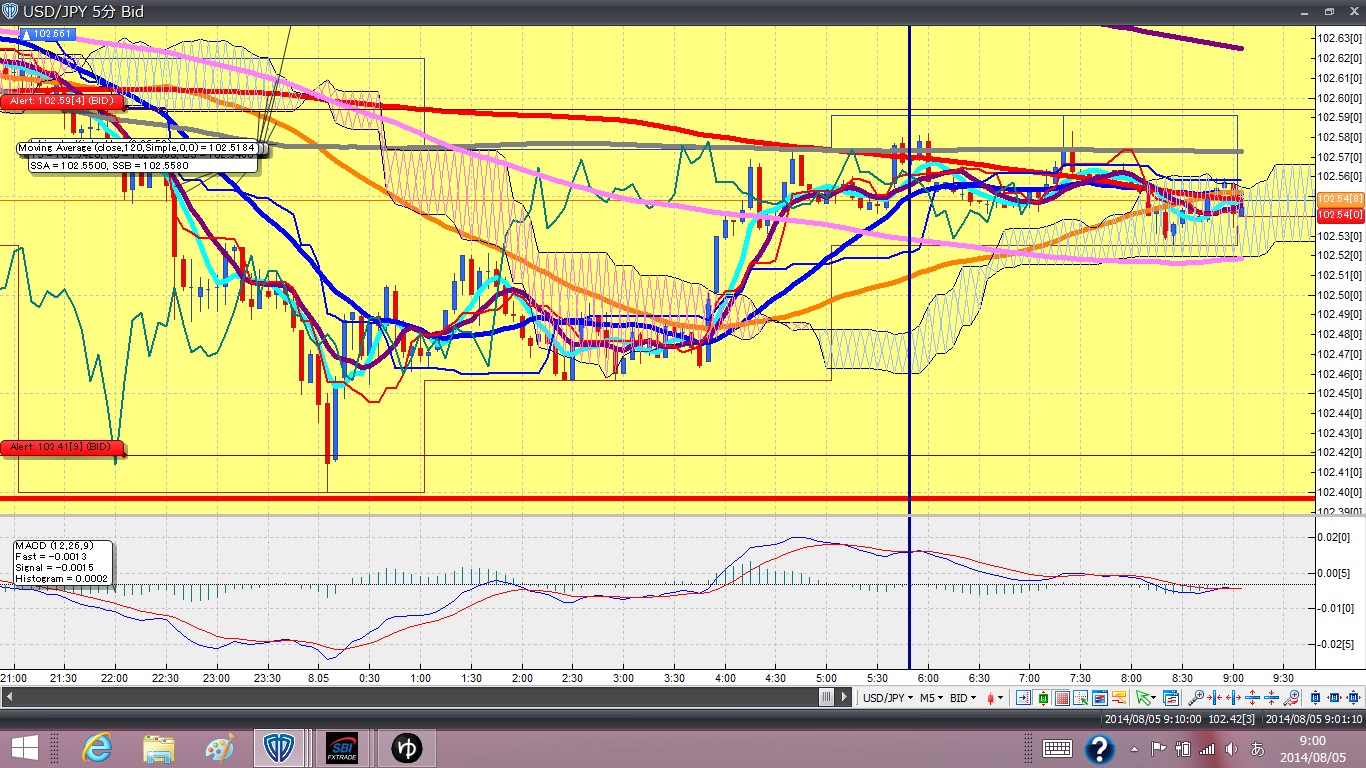 USD/JPY 5分 Bid
102.661
Alert: 102.59[4] (BID)
Moving Average (close,120,Simple,0,0) = 102.5184
SSA = 102.5500, SSB = 102.5580
Alert: 102.41[9] (BID)
102.63[0]
102.62[0]
102.61[0]
102.60[0]
102.59[0]
102.58[0]
102.57[0]
102.56[0]
102.54[8]
102.54[0]
102.53[0]
102.52[0]
102.51[0]
102.50[0]
102.49[0]
102.48[0]
102.47[0]
102.46[0]
102.45[0]
102.43[0]
102.42[0]
102.41[0]
102.40[0]
102.39[0]
MACD (12,26,9)
Fast = -0.0013
Signal = -0.0015
Histogram = 0.0002
0.02[0]
0.00[5]
-0.01[0]
-0.02[5]
21:00 21:30 22:00 22:30 23:00 23:30 8.05 0:30 1:00 1:30 2:00 2:30 3:00 3:30 4:00 4:30 5:00 5:30 6:00 6:30 7:00 7:30 8:00 8:30 9:00 9:30
USD/JPY M5 BID
2014/08/05 9:10:00 102.42[3] 2014/08/05 9:01:10
SBI
FXTRADE
ゆ
あ
9:00
2014/08/05